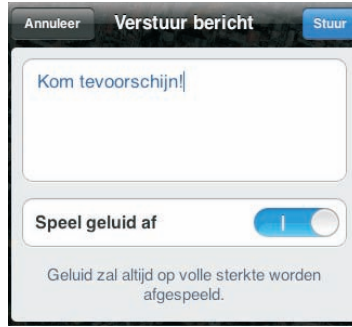 Annuleer Verstuur bericht Stuur
Kom tevoorschijn!
Speel geluid af
Geluid zal altijd op volle sterkte worden
afgespeeld.